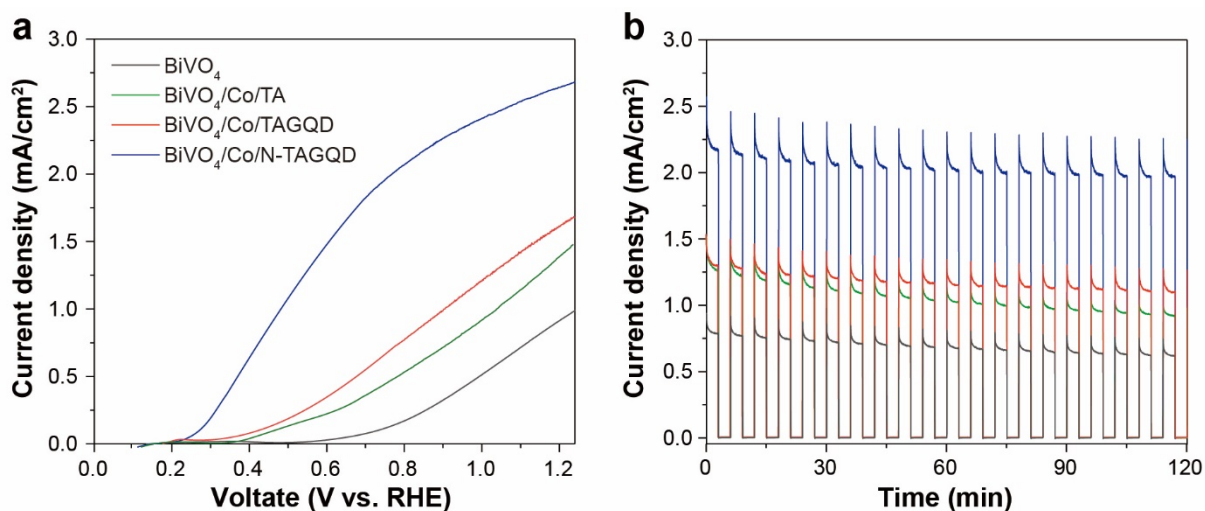 a
3.0
2.5
2.0
1.5
1.0
0.5
0.0
Current density (mA/cm²)
BiVO₄
BiVO₄/Co/TA
BiVO₄/Co/TAGQD
BiVO₄/Co/N-TAGQD
0.0 0.2 0.4 0.6 0.8 1.0 1.2
Voltate (V vs. RHE)
b
3.0
2.5
2.0
1.5
1.0
0.5
0.0
Current density (mA/cm²)
0 30 60 90 120
Time (min)